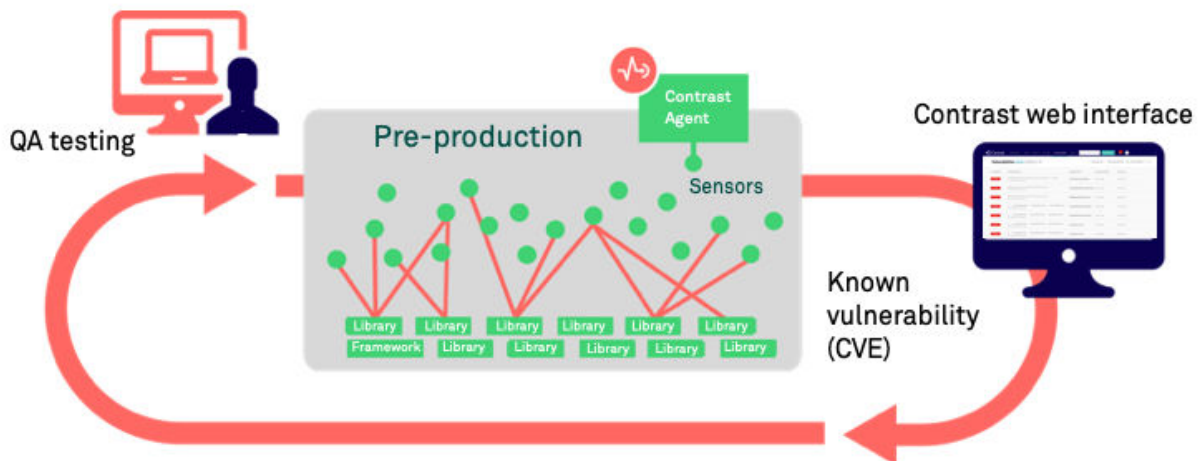 QA testing
Pre-production
Contrast
Agent
Sensors
Contrast web interface
Library
Library
Library
Library
Library
Library
Framework
Library
Library
Library
Library
Library
Known
vulnerability
(CVE)